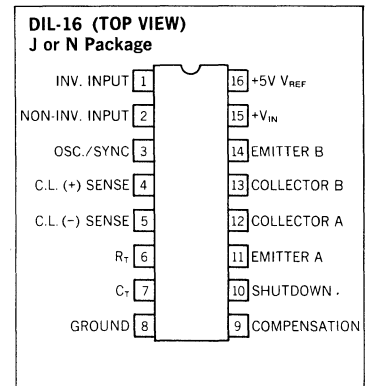 DIL-16 (TOP VIEW)
J or N Package
INV. INPUT 1 16 +5V VREF
NON-INV. INPUT 2 15 +VIN
OSC./SYNC 3 14 EMITTER B
C.L. (+) SENSE 4 13 COLLECTOR B
C.L. (−) SENSE 5 12 COLLECTOR A
RT 6 11 EMITTER A
CT 7 10 SHUTDOWN
GROUND 8 9 COMPENSATION